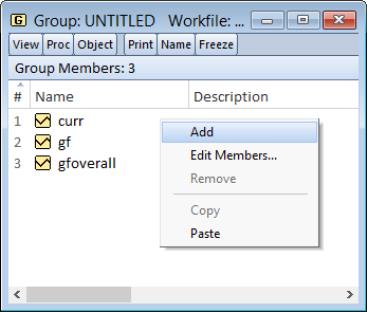 G Group: UNTITLED Workfile: ...
View Proc Object Print Name Freeze
Group Members: 3
# Name Description
1 curr
2 gf
3 gfoverall
Add
Edit Members...
Remove
Copy
Paste